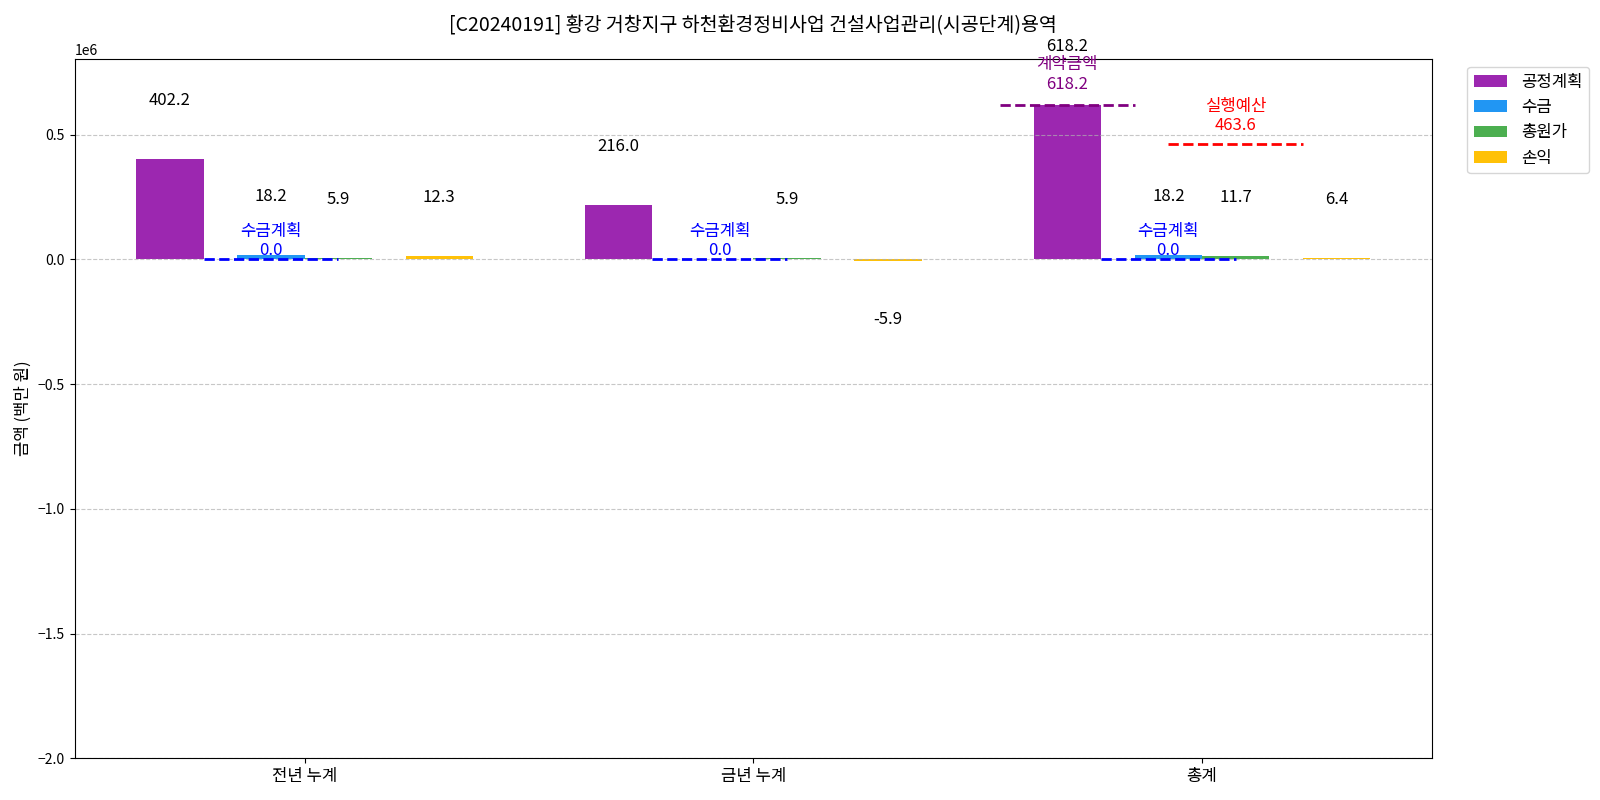 [C20240191] 황강 거창지구 하천환경정비사업 건설사업관리(시공단계)용역
1e6
618.2
계약금액
618.2
402.2
실행예산
463.6
216.0
18.2
5.9
12.3
5.9
18.2
11.7
6.4
수금계획
0.0
수금계획
0.0
수금계획
0.0
-5.9
0.5
0.0
−0.5
−1.0
−1.5
−2.0
금액 (백만 원)
전년 누계
금년 누계
총계
공정계획
수금
총원가
손익